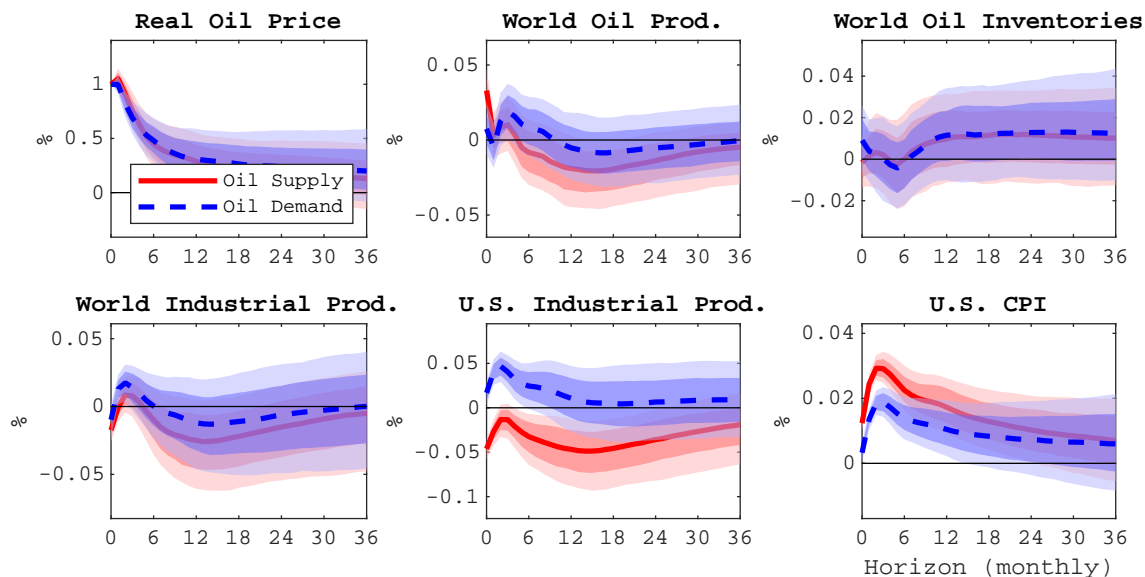 Real Oil Price
World Oil Prod.
World Oil Inventories
1
0.5
0
%
Oil Supply
Oil Demand
0 6 12 18 24 30 36
0.05
0
-0.05
%
0 6 12 18 24 30 36
0.04
0.02
0
-0.02
%
0 6 12 18 24 30 36
World Industrial Prod.
U.S. Industrial Prod.
U.S. CPI
0.05
0
-0.05
%
0 6 12 18 24 30 36
0.05
0
-0.05
-0.1
%
0 6 12 18 24 30 36
0.04
0.02
0
%
0 6 12 18 24 30 36
Horizon (monthly)